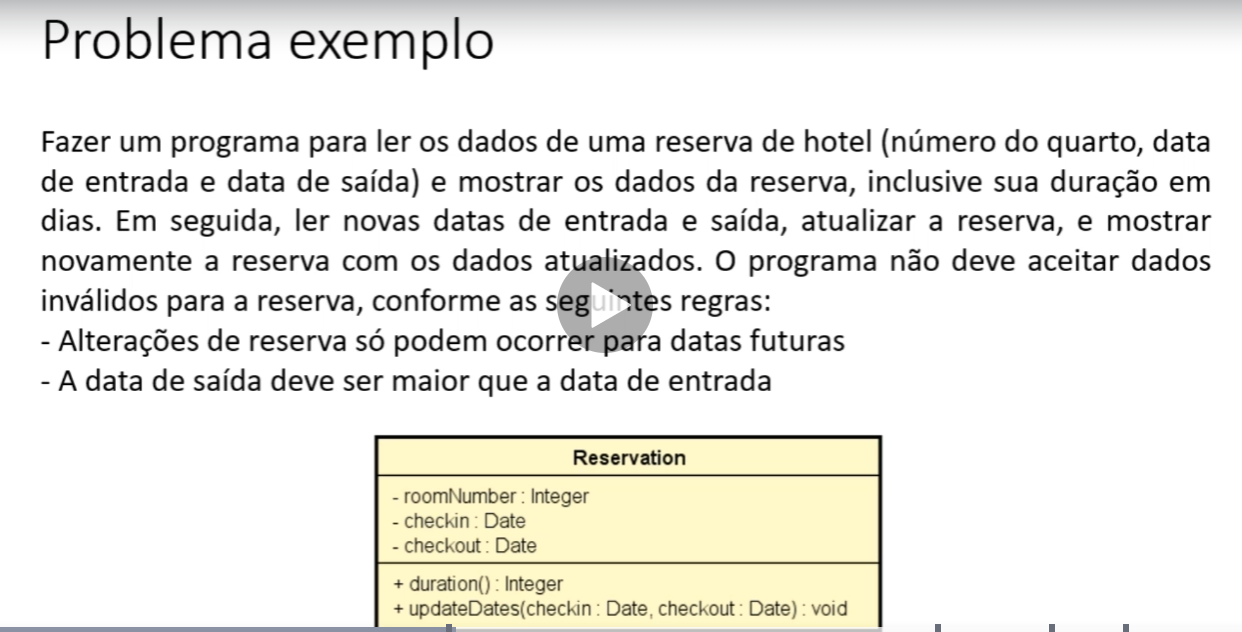 Problema exemplo
Fazer um programa para ler os dados de uma reserva de hotel (número do quarto, data
de entrada e data de saída) e mostrar os dados da reserva, inclusive sua duração em
dias. Em seguida, ler novas datas de entrada e saída, atualizar a reserva, e mostrar
novamente a reserva com os dados atualizados. O programa não deve aceitar dados
inválidos para a reserva, conforme as seguintes regras:
- Alterações de reserva só podem ocorrer para datas futuras
- A data de saída deve ser maior que a data de entrada
Reservation
- roomNumber : Integer
- checkin : Date
- checkout : Date
+ duration() : Integer
+ updateDates(checkin : Date, checkout : Date) : void